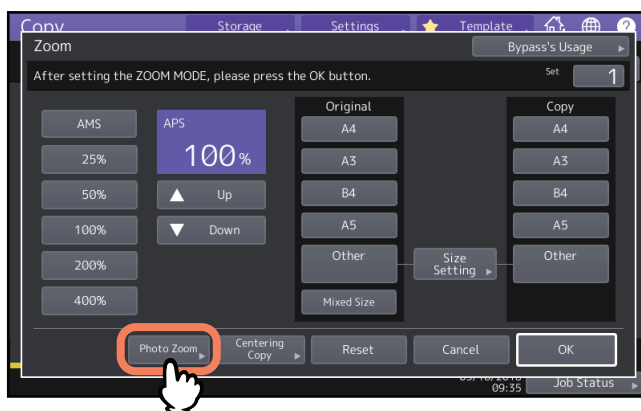 Copy
Storage
Settings
Template
?
Zoom
Bypass's Usage
After setting the ZOOM MODE, please press the OK button.
Set
1
AMS
25%
50%
100%
200%
400%
APS
100%
Up
Down
Original
A4
A3
B4
A5
Other
Mixed Size
Size
Setting
Copy
A4
A3
B4
A5
Other
Photo Zoom
Centering
Copy
Reset
Cancel
OK
09:35
Job Status